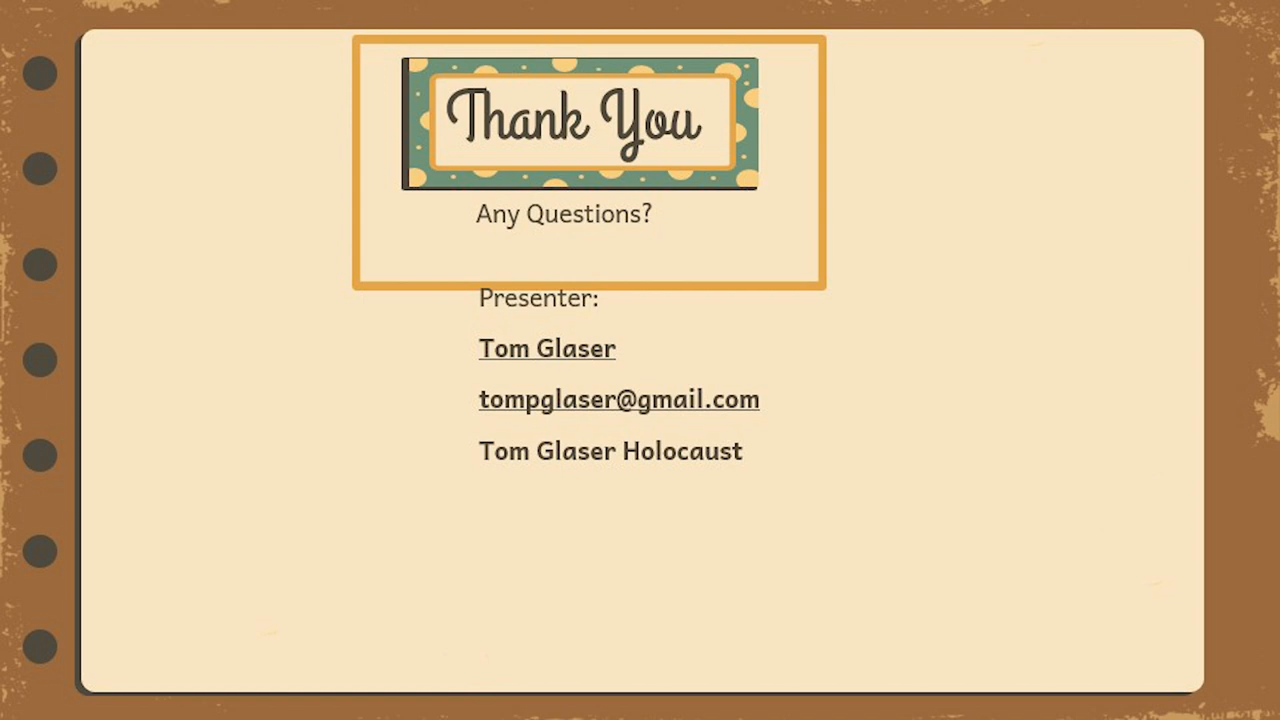 Thank You
Any Questions?
Presenter:
Tom Glaser
tompglaser@gmail.com
Tom Glaser Holocaust